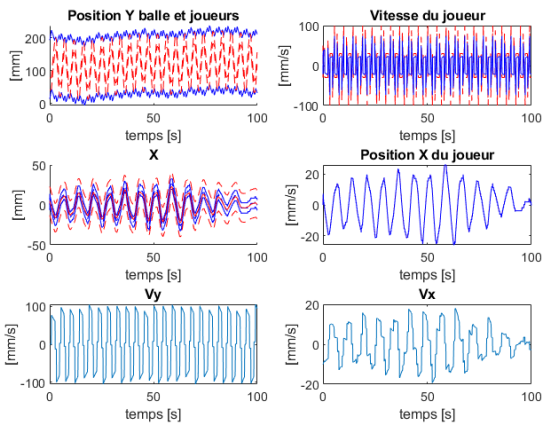 Position Y balle et joueurs
200
100
0
[mm]
0 50 100
temps [s]
Vitesse du joueur
100
0
-100
[mm/s]
0 50 100
temps [s]
X
50
0
-50
[mm]
0 50 100
temps [s]
Position X du joueur
20
0
-20
[mm/s]
0 50 100
temps [s]
Vy
100
0
-100
[mm/s]
0 50 100
temps [s]
Vx
20
0
-20
[mm/s]
0 50 100
temps [s]